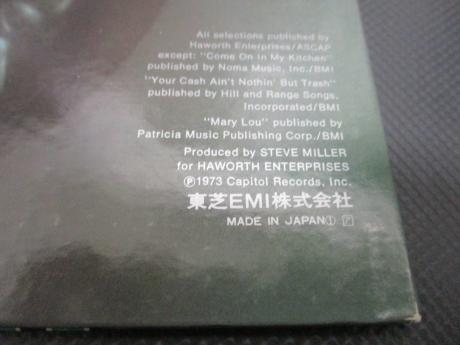 All selections published by
Haworth Enterprises/ASCAP
except: "Come On In My Kitchen"
published by Noma Music, Inc./BMI
"Your Cash Ain't Nothin' But Trash"
published by Hill and Range Songs,
Incorporated/BMI
"Mary Lou" published by
Patricia Music Publishing Corp./BMI
Produced by STEVE MILLER
for HAWORTH ENTERPRISES
℗1973 Capitol Records, Inc.
東芝EMI株式会社
MADE IN JAPAN①